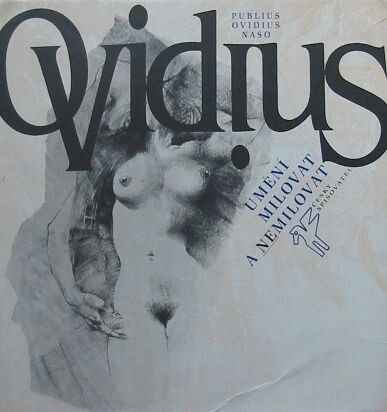 PUBLIUS
OVIDIUS
NASO
OVidiuS
UMĚNÍ
MILOVAT
A NEMILOVAT
ČESKÝ
SPISOVATEL